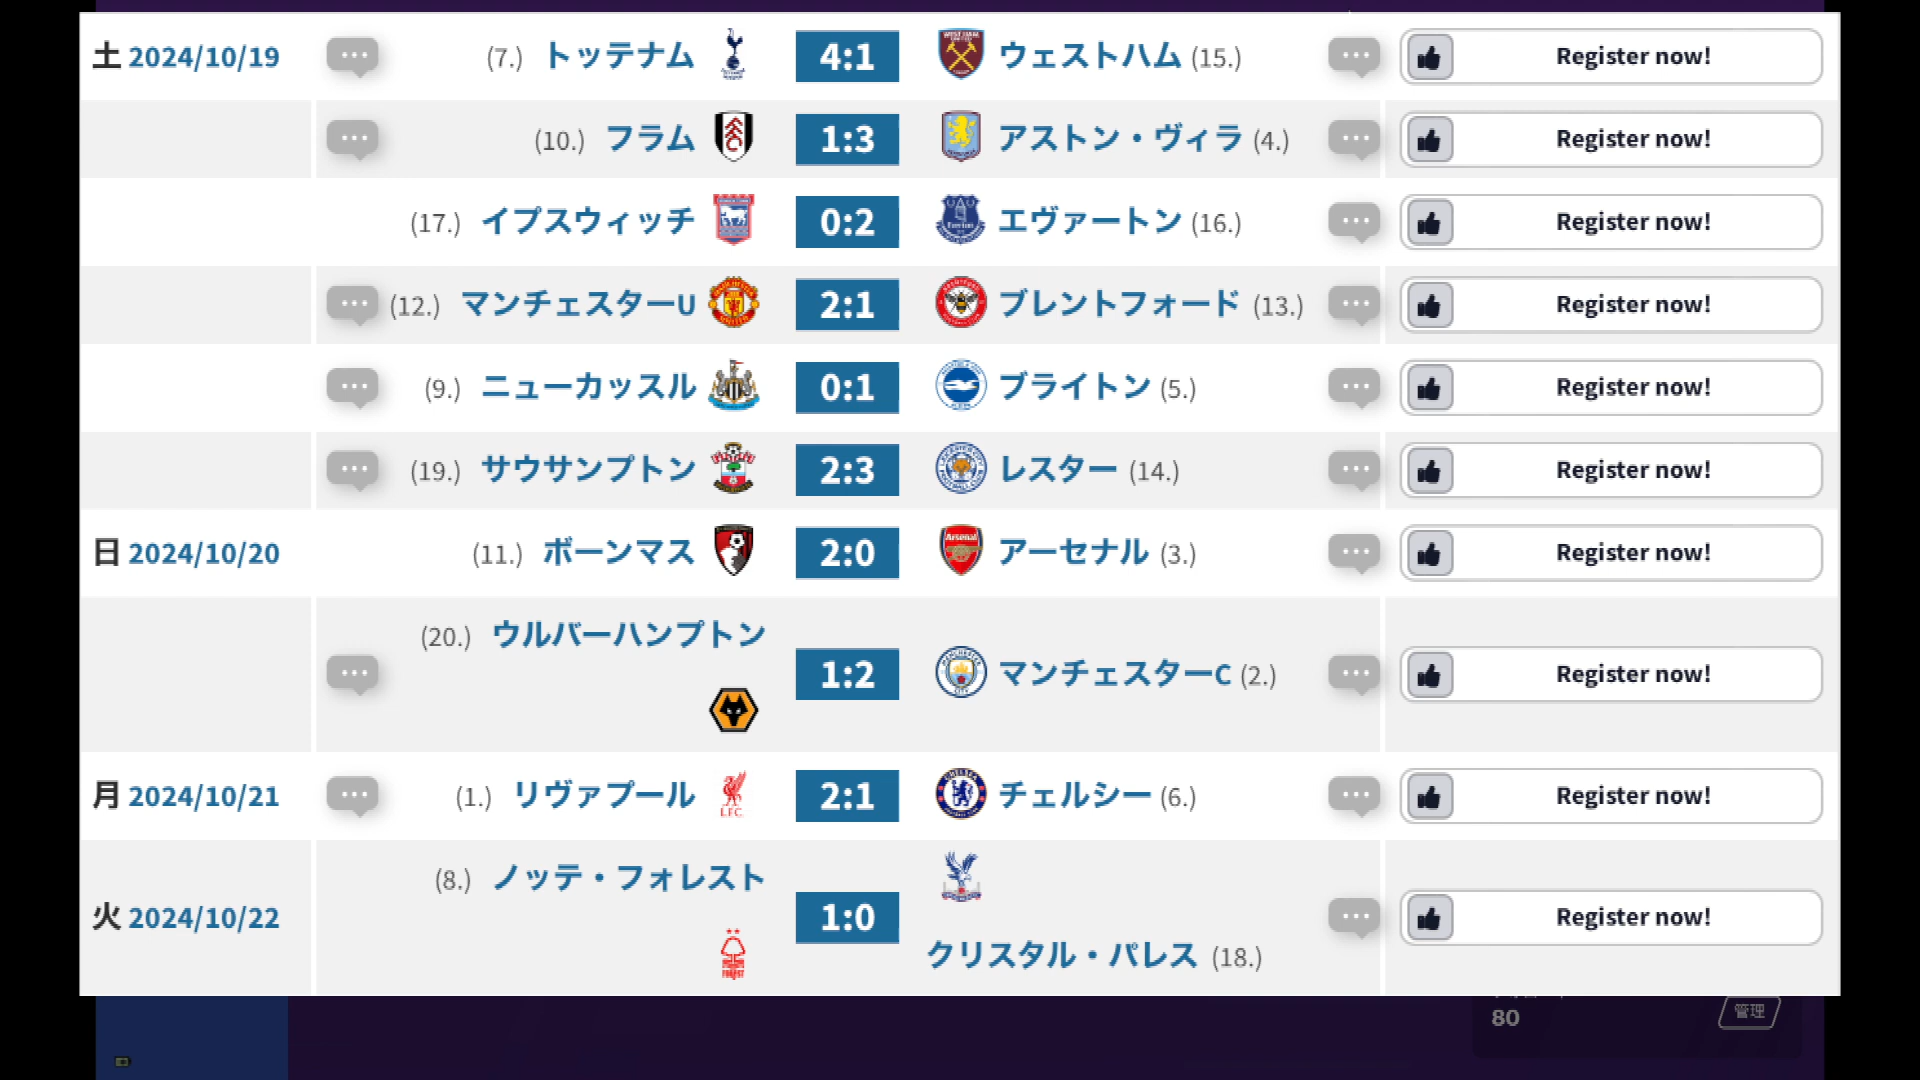 土 2024/10/19 (7.) トッテナム 4:1 ウェストハム (15.) Register now!
(10.) フラム 1:3 アストン・ヴィラ (4.) Register now!
(17.) イプスウィッチ 0:2 エヴァートン (16.) Register now!
(12.) マンチェスターU 2:1 ブレントフォード (13.) Register now!
(9.) ニューカッスル 0:1 ブライトン (5.) Register now!
(19.) サウサンプトン 2:3 レスター (14.) Register now!
日 2024/10/20 (11.) ボーンマス 2:0 アーセナル (3.) Register now!
(20.) ウルバーハンプトン
1:2 マンチェスターC (2.) Register now!
月 2024/10/21 (1.) リヴァプール 2:1 チェルシー (6.) Register now!
(8.) ノッテ・フォレスト
火 2024/10/22 1:0 Register now!
クリスタル・パレス (18.)
80 管理